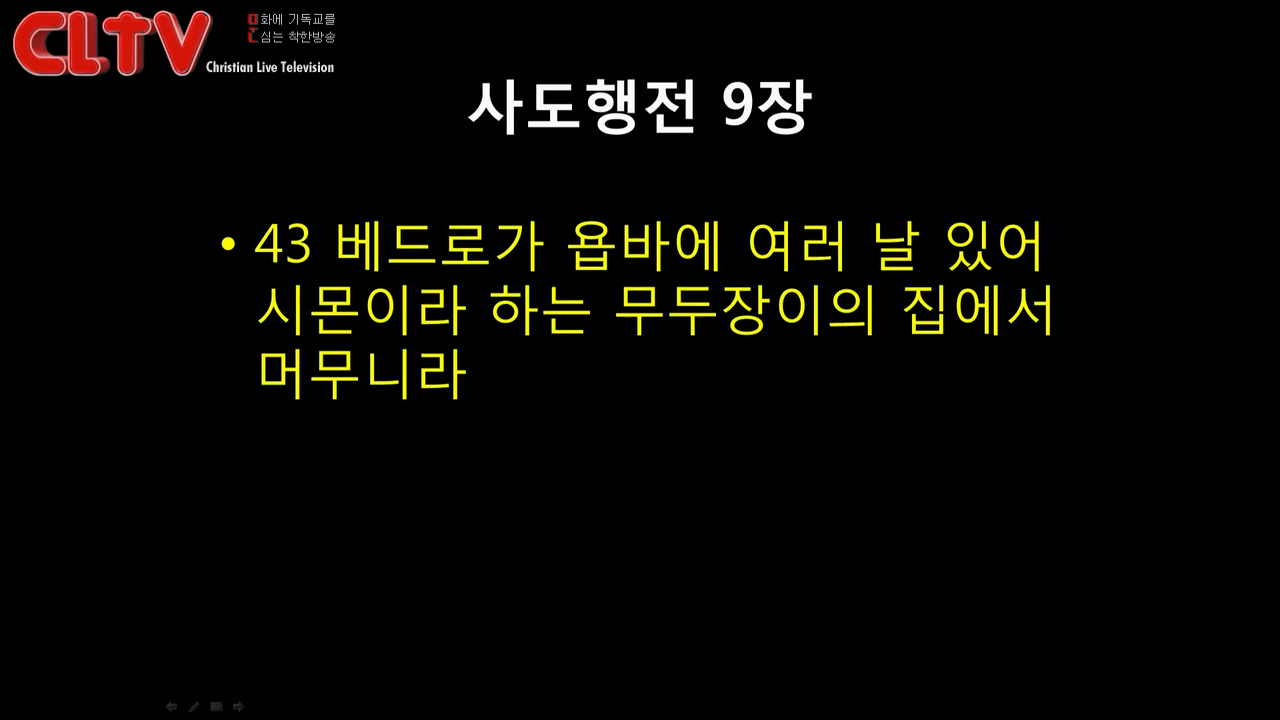 CLTV
문화에 기독교를
심는 착한방송
Christian Live Television
사도행전 9장
• 43 베드로가 욥바에 여러 날 있어
시몬이라 하는 무두장이의 집에서
머무니라